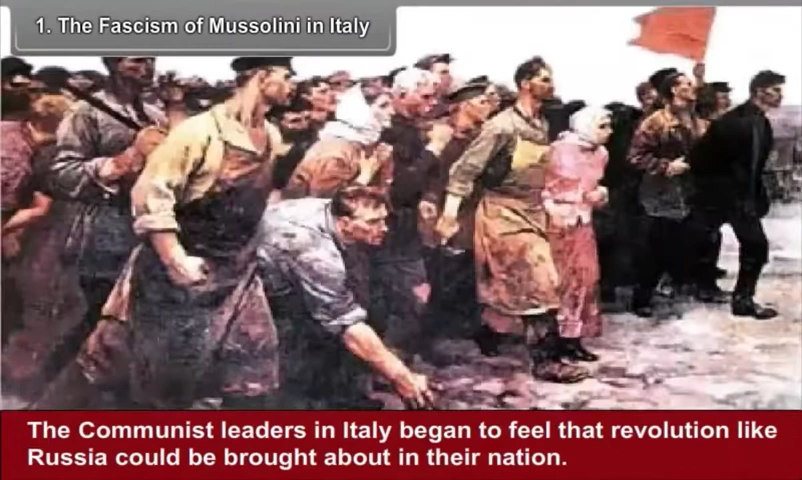 1. The Fascism of Mussolini in Italy
The Communist leaders in Italy began to feel that revolution like
Russia could be brought about in their nation.